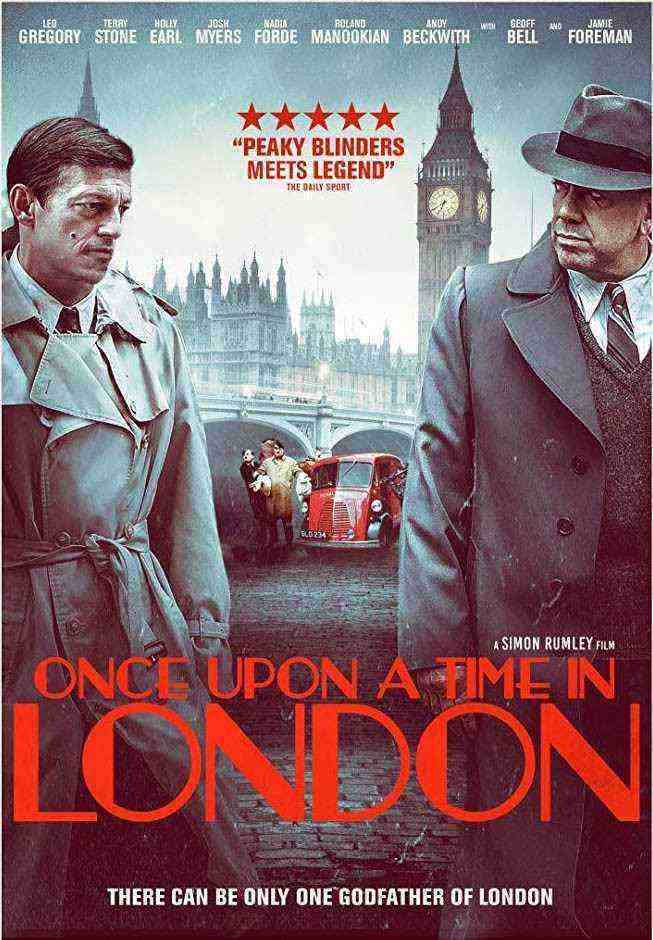 LEO GREGORY TERRY STONE HOLLY EARL JOSH MYERS NADIA FORDE ROLAND MANOOKIAN ANDY BECKWITH WITH GEOFF BELL AND JAMIE FOREMAN
★★★★★
"PEAKY BLINDERS
MEETS LEGEND"
THE DAILY SPORT
GLD 234
A SIMON RUMLEY FILM
ONCE UPON A TIME IN
LONDON
THERE CAN BE ONLY ONE GODFATHER OF LONDON